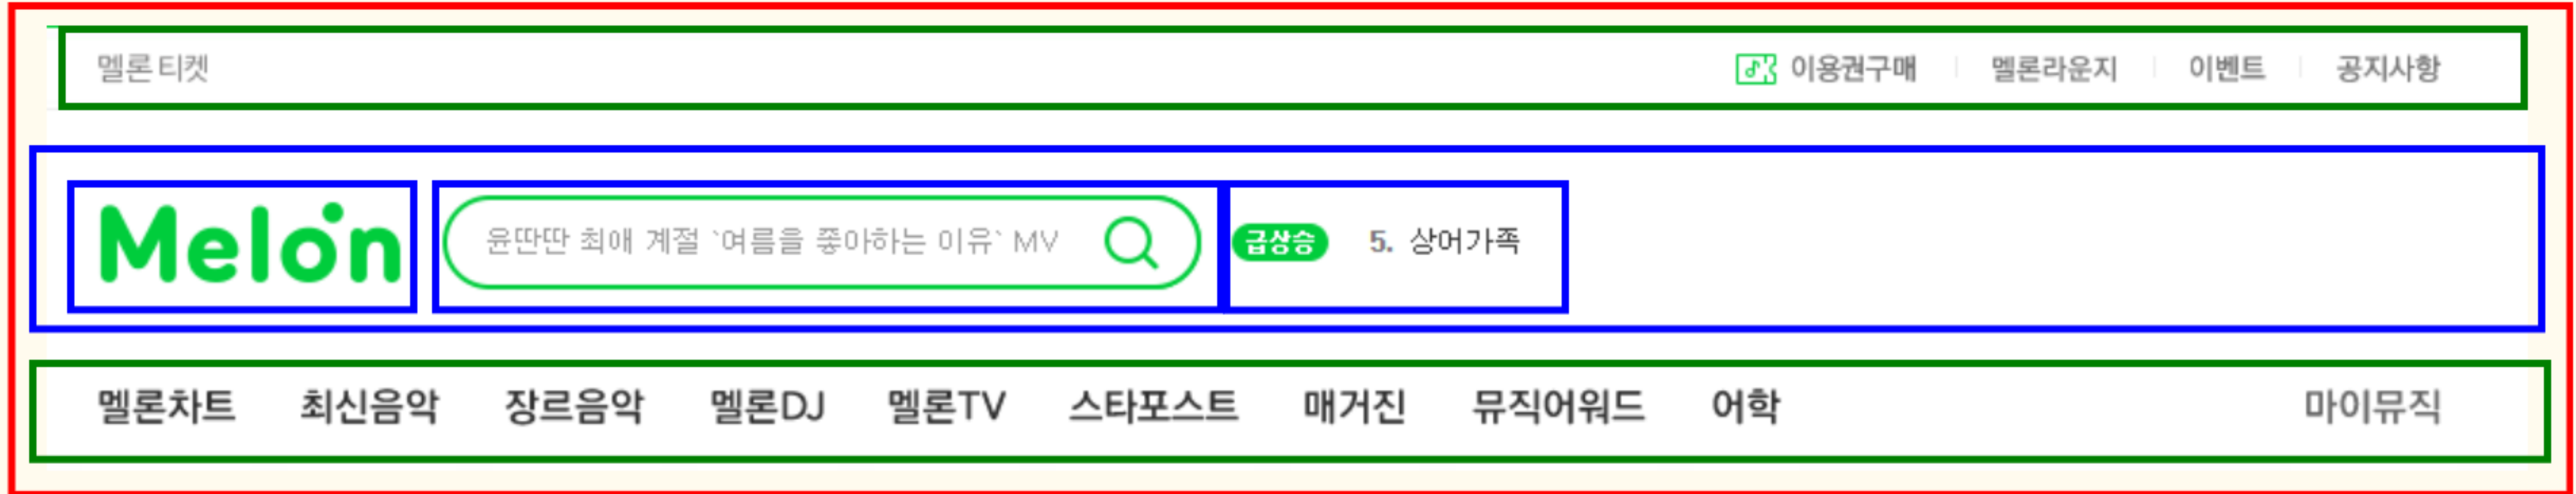 멜론 티켓 이용권구매 멜론라운지 이벤트 공지사항
Melon 윤딴딴 최애 계절 `여름을 좋아하는 이유` MV 급상승 5. 상어가족
멜론차트 최신음악 장르음악 멜론DJ 멜론TV 스타포스트 매거진 뮤직어워드 어학 마이뮤직